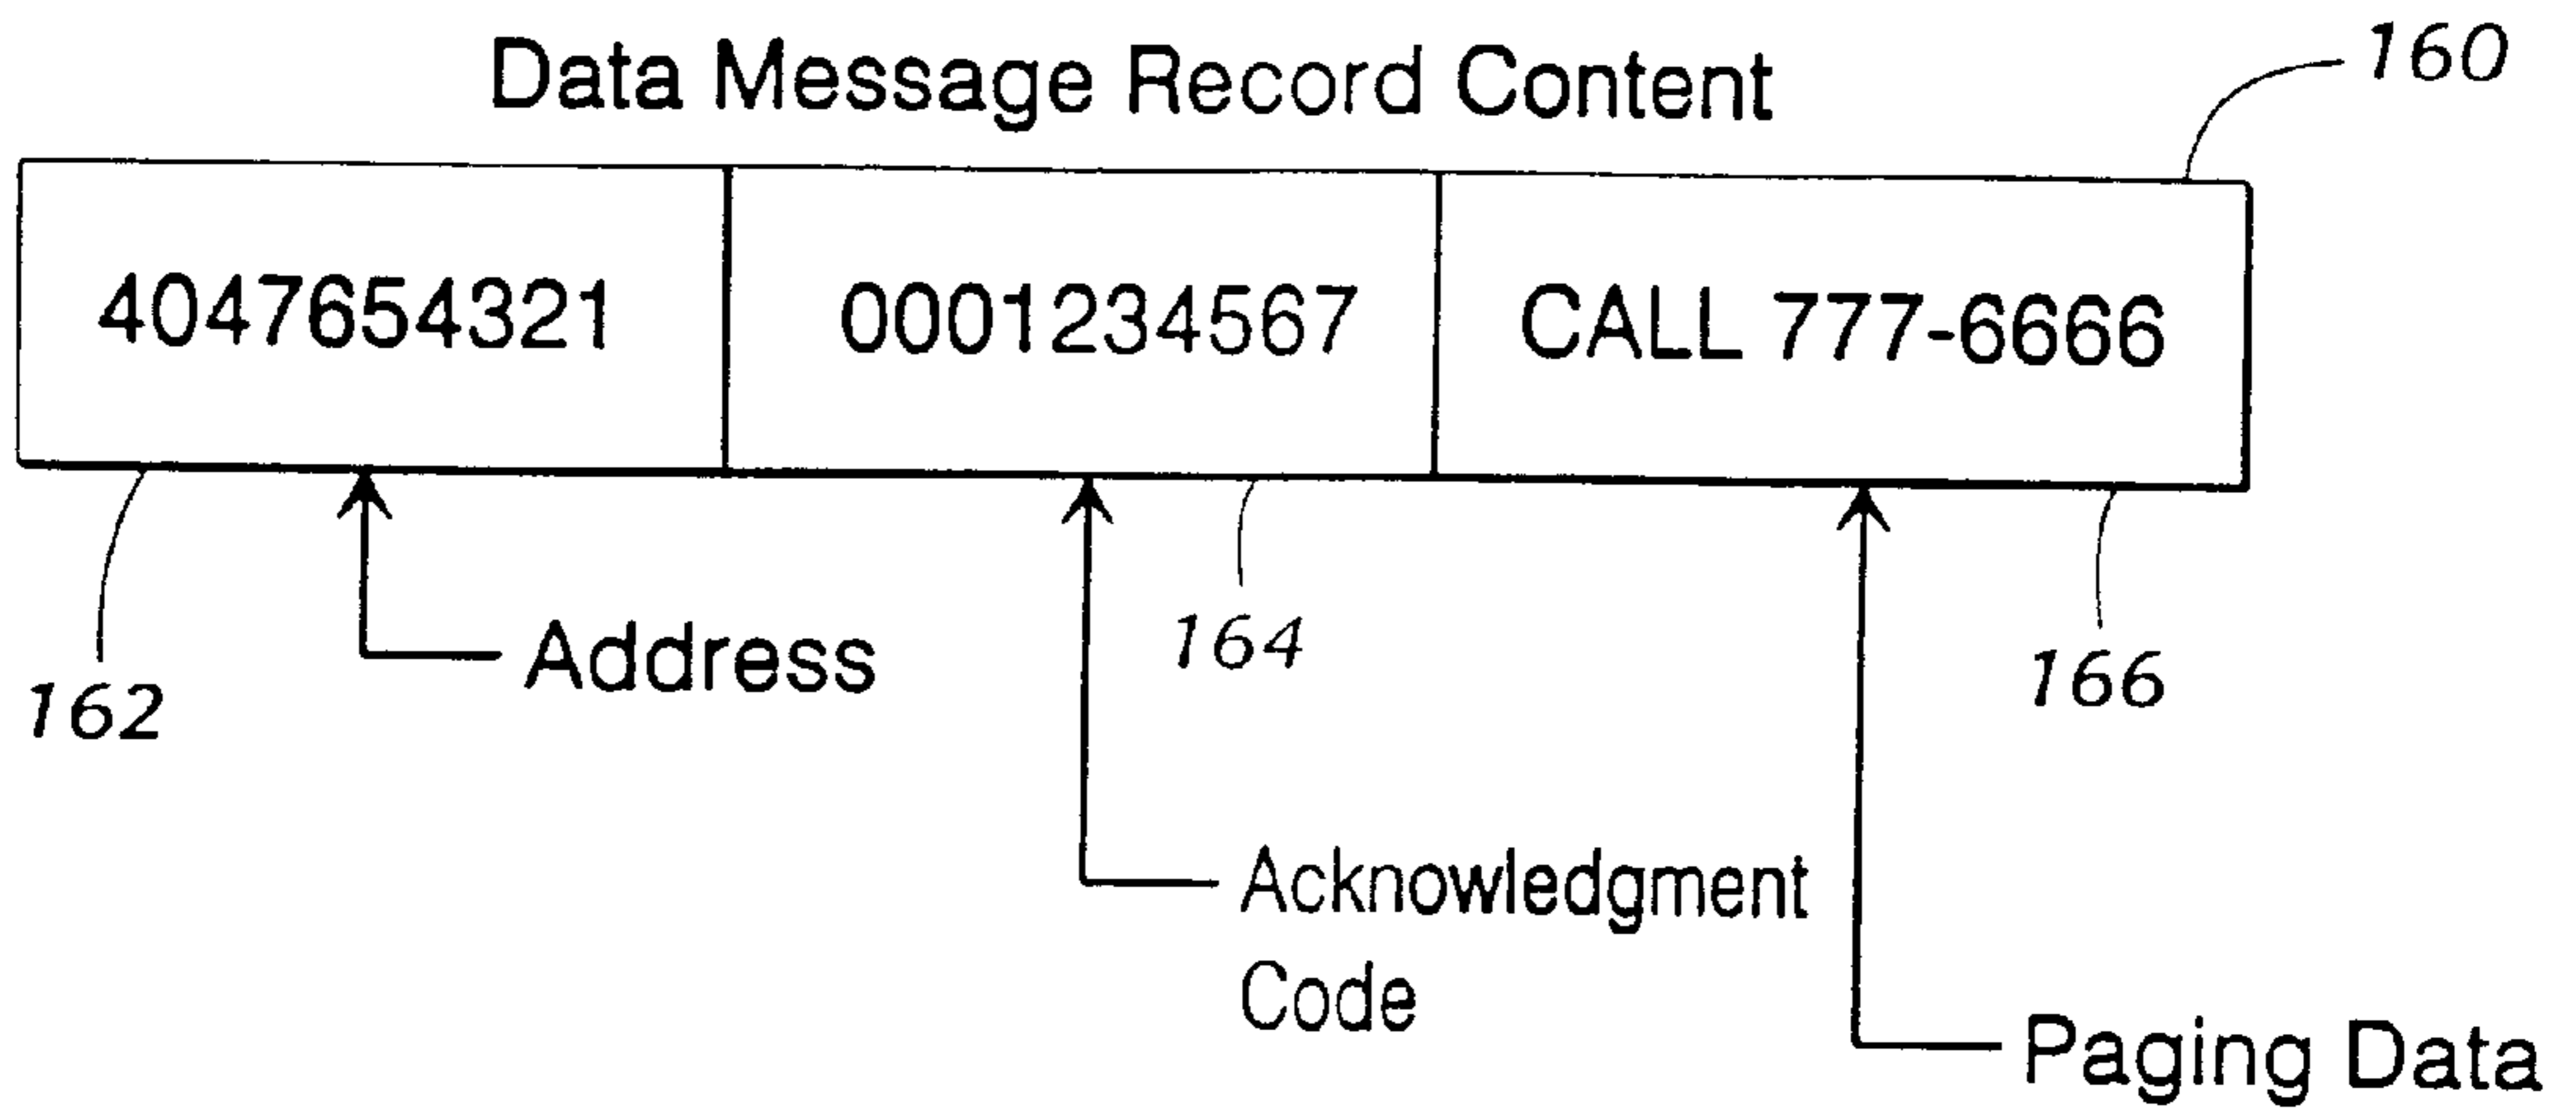 Data Message Record Content
160
4047654321 0001234567 CALL 777-6666
162
Address
164
166
Acknowledgment
Code
Paging Data